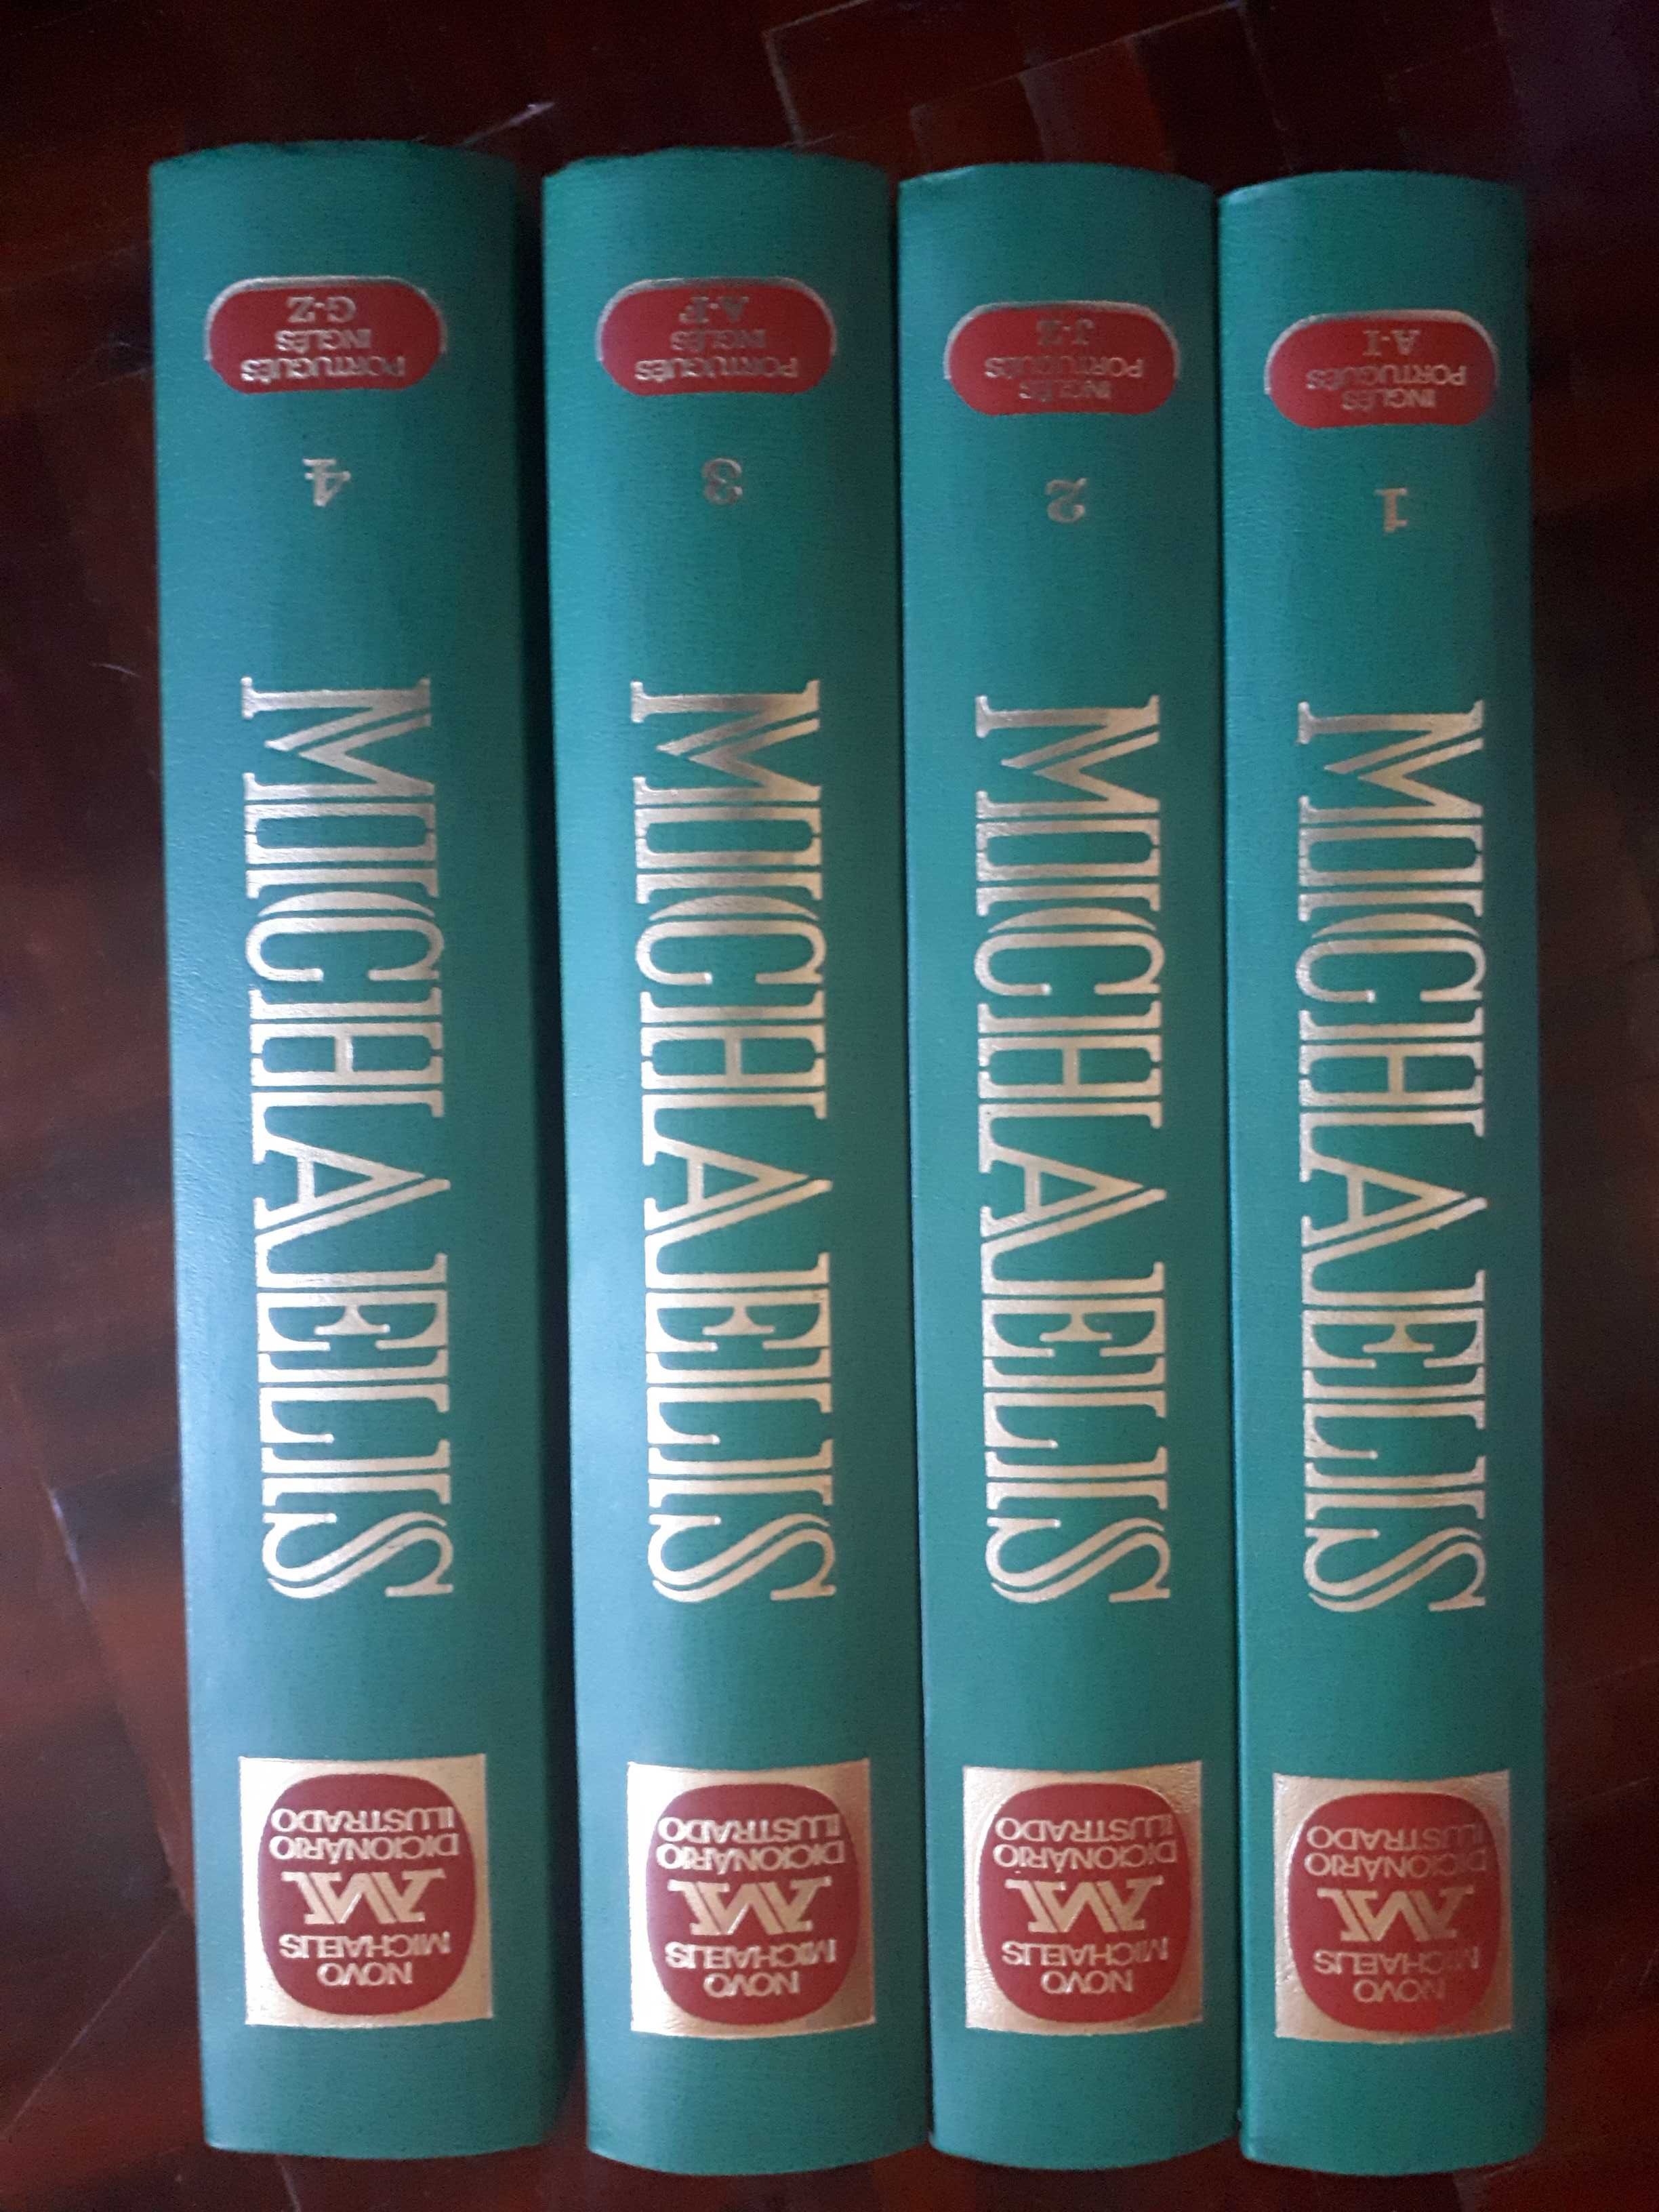 NOVO
MICHAELIS
DICIONÁRIO
ILUSTRADO
MICHAELIS
1
INGLÊS
PORTUGUÊS
A-I
NOVO
MICHAELIS
DICIONÁRIO
ILUSTRADO
MICHAELIS
2
INGLÊS
PORTUGUÊS
J-Z
NOVO
MICHAELIS
DICIONÁRIO
ILUSTRADO
MICHAELIS
3
PORTUGUÊS
INGLÊS
A-F
NOVO
MICHAELIS
DICIONÁRIO
ILUSTRADO
MICHAELIS
4
PORTUGUÊS
INGLÊS
G-Z